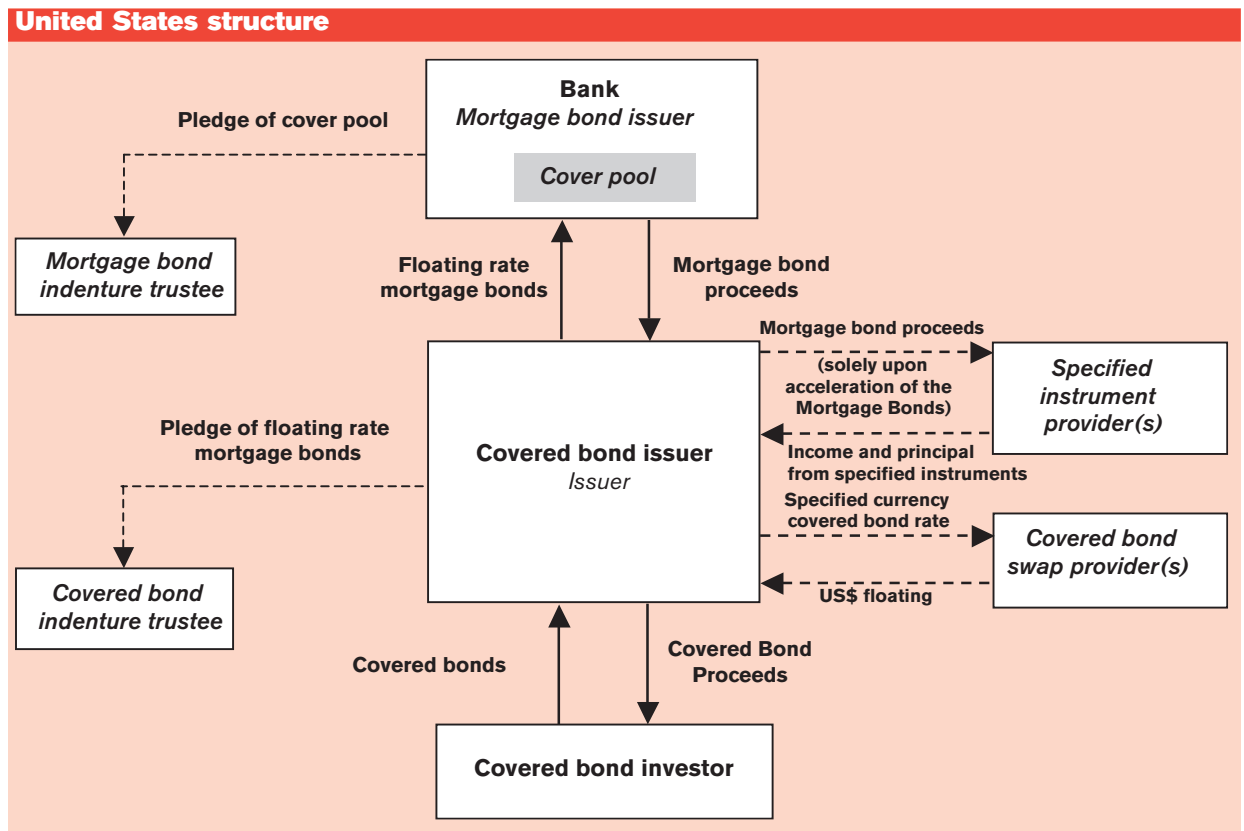 United States structure
Bank
Mortgage bond issuer
Cover pool
Pledge of cover pool
Mortgage bond
indenture trustee
Floating rate
mortgage bonds
Mortgage bond
proceeds
Mortgage bond proceeds
(solely upon
acceleration of the
Mortgage Bonds)
Specified
instrument
provider(s)
Income and principal
from specified instruments
Pledge of floating rate
mortgage bonds
Covered bond issuer
Issuer
Specified currency
covered bond rate
Covered bond
swap provider(s)
US$ floating
Covered bond
indenture trustee
Covered bonds
Covered Bond
Proceeds
Covered bond investor